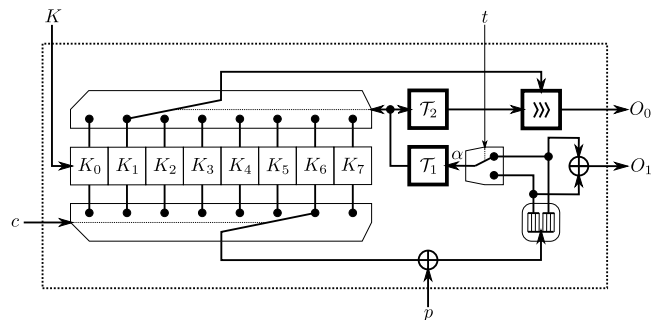 K
t
𝒯₂
⋙
O₀
K₀ K₁ K₂ K₃ K₄ K₅ K₆ K₇
𝒯₁
α
O₁
c
p